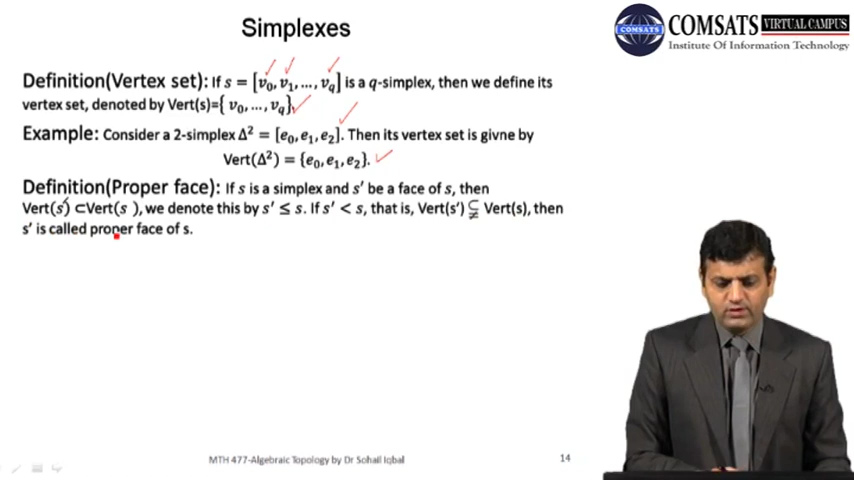 Simplexes
COMSATS
COMSATS VIRTUAL CAMPUS
Institute Of Information Technology
Definition(Vertex set): If s = [v₀, v₁, ..., v_q] is a q-simplex, then we define its
vertex set, denoted by Vert(s)={ v₀, ..., v_q}.
Example: Consider a 2-simplex Δ² = [e₀, e₁, e₂]. Then its vertex set is givne by
Vert(Δ²) = {e₀, e₁, e₂}.
Definition(Proper face): If s is a simplex and s′ be a face of s, then
Vert(s′) ⊂Vert(s ), we denote this by s′ ≤ s. If s′ < s, that is, Vert(s′) ⊊ Vert(s), then
s′ is called proper face of s.
MTH 477-Algebraic Topology by Dr Sohail Iqbal
14